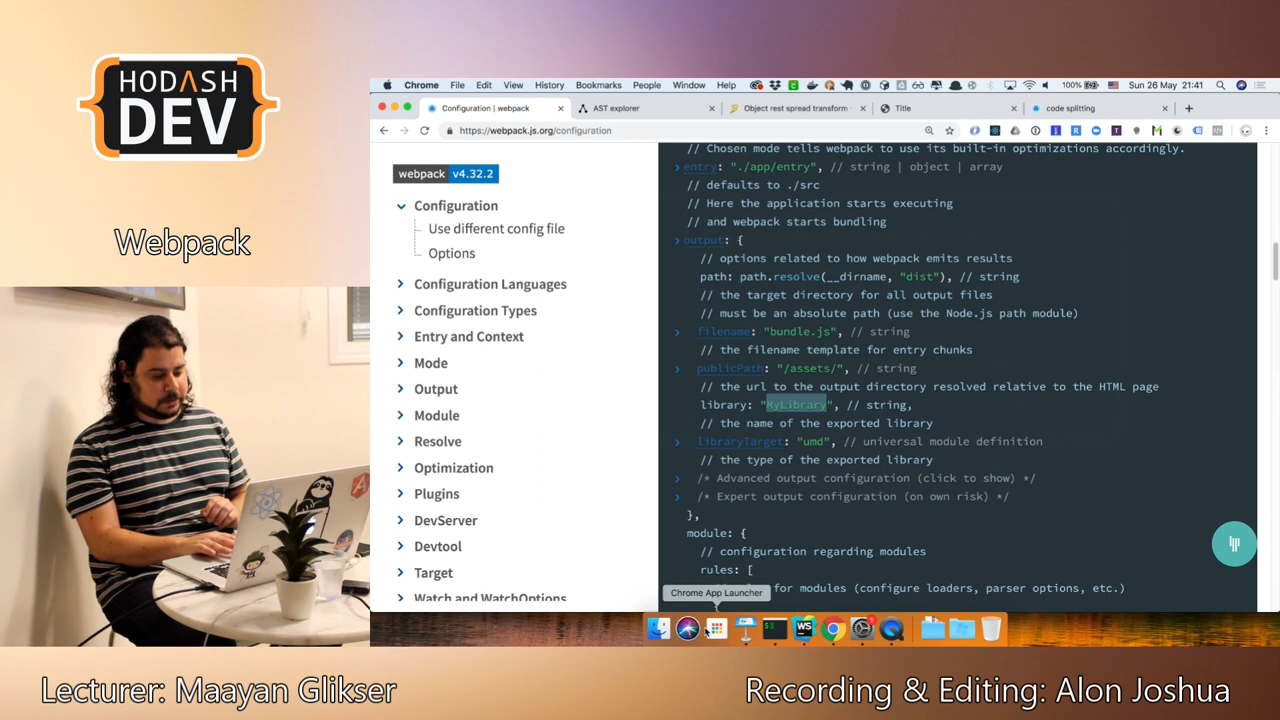 HODASH
DEV
Webpack
Chrome File Edit View History Bookmarks People Window Help
100% Sun 26 May 21:41
Configuration | webpack
AST explorer
Object rest spread transform
Title
code splitting
https://webpack.js.org/configuration
webpack v4.32.2
Configuration
Use different config file
Options
Configuration Languages
Configuration Types
Entry and Context
Mode
Output
Module
Resolve
Optimization
Plugins
DevServer
Devtool
Target
Watch and WatchOptions
// Chosen mode tells webpack to use its built-in optimizations accordingly.
entry: "./app/entry", // string | object | array
// defaults to ./src
// Here the application starts executing
// and webpack starts bundling
output: {
// options related to how webpack emits results
path: path.resolve(__dirname, "dist"), // string
// the target directory for all output files
// must be an absolute path (use the Node.js path module)
filename: "bundle.js", // string
// the filename template for entry chunks
publicPath: "/assets/", // string
// the url to the output directory resolved relative to the HTML page
library: "MyLibrary", // string,
// the name of the exported library
libraryTarget: "umd", // universal module definition
// the type of the exported library
/* Advanced output configuration (click to show) */
/* Expert output configuration (on own risk) */
},
module: {
// configuration regarding modules
rules: [
for modules (configure loaders, parser options, etc.)
Chrome App Launcher
WS
1
Lecturer: Maayan Glikser
Recording & Editing: Alon Joshua